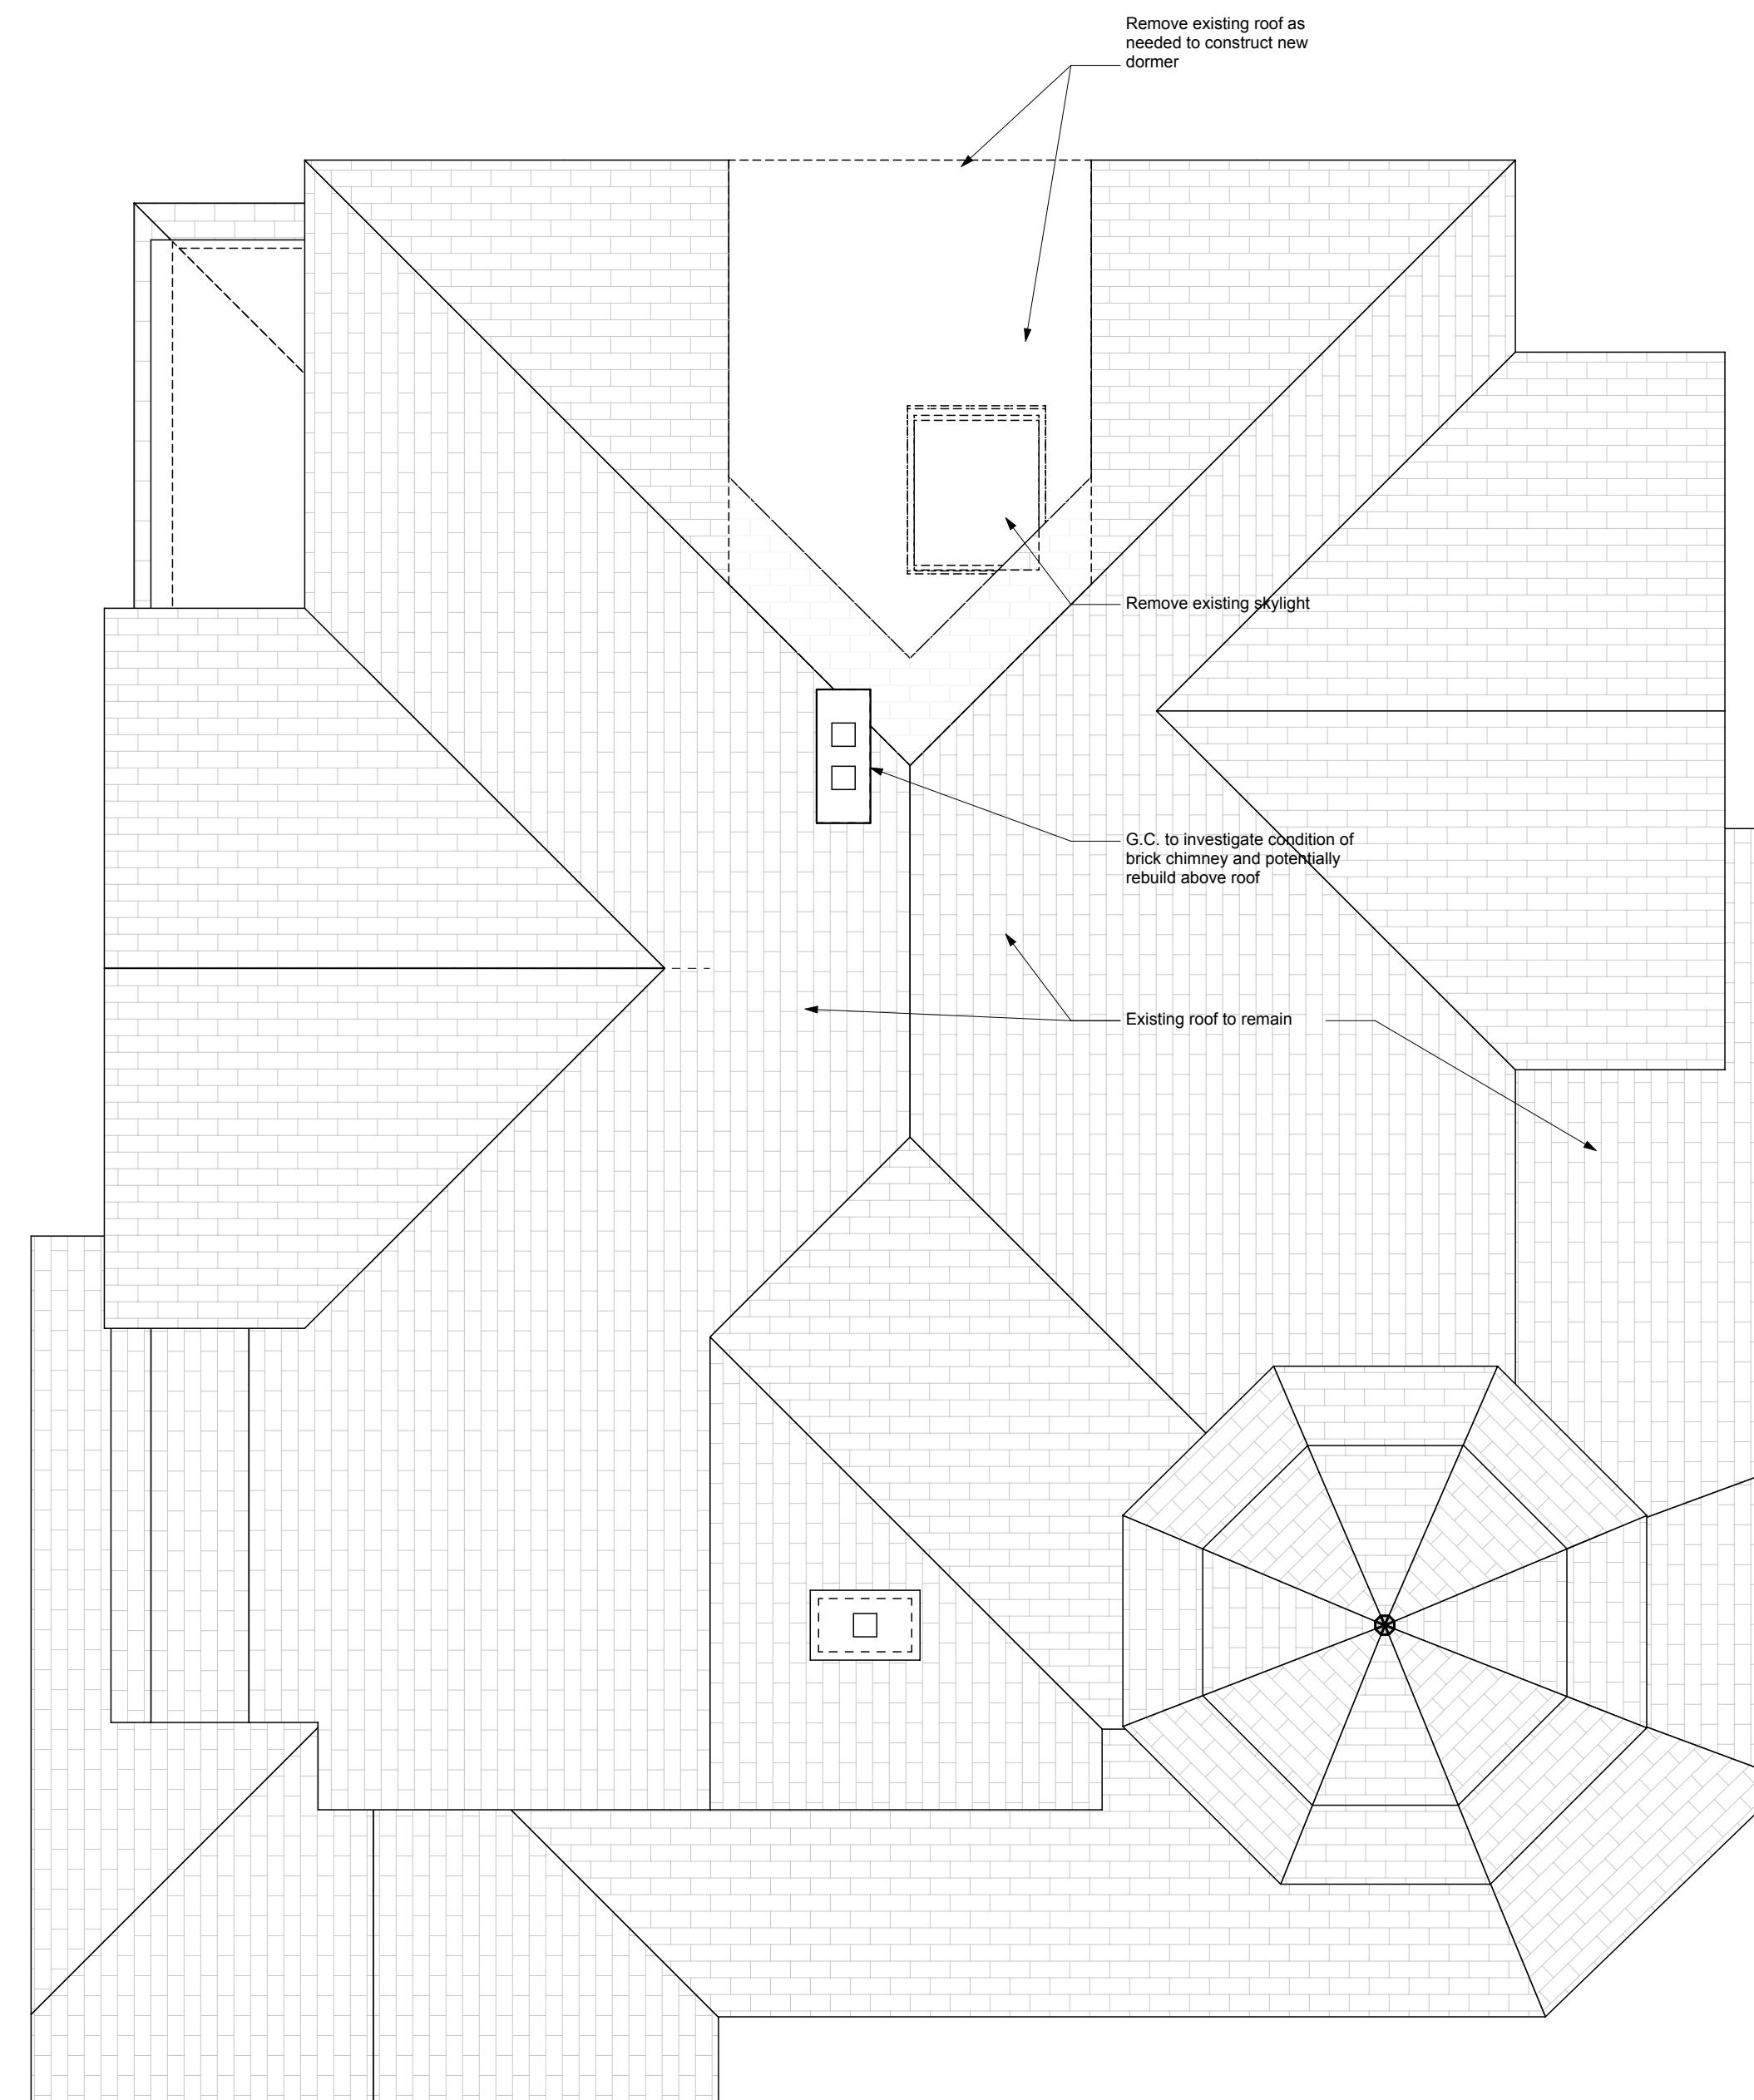 Remove existing roof as
needed to construct new
dormer
Remove existing skylight
G.C. to investigate condition of
brick chimney and potentially
rebuild above roof
Existing roof to remain